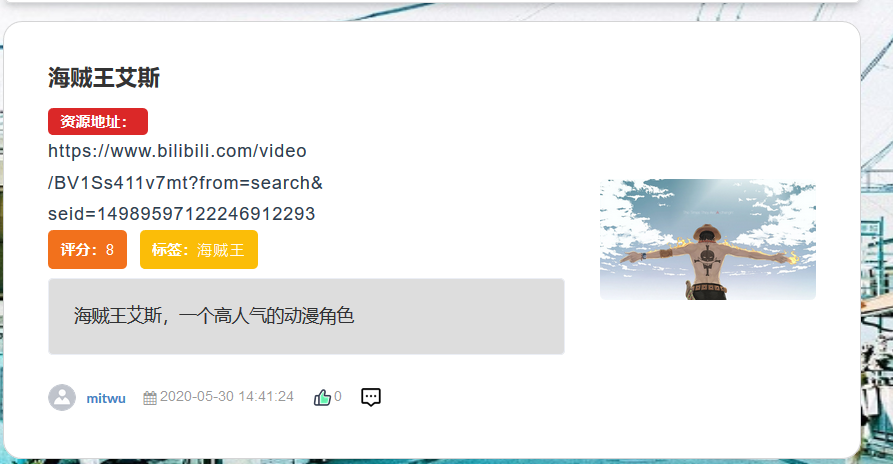 海贼王艾斯
资源地址：
https://www.bilibili.com/video
/BV1Ss411v7mt?from=search&
seid=14989597122246912293
评分：8 标签：海贼王
海贼王艾斯，一个高人气的动漫角色
mitwu 2020-05-30 14:41:24 0